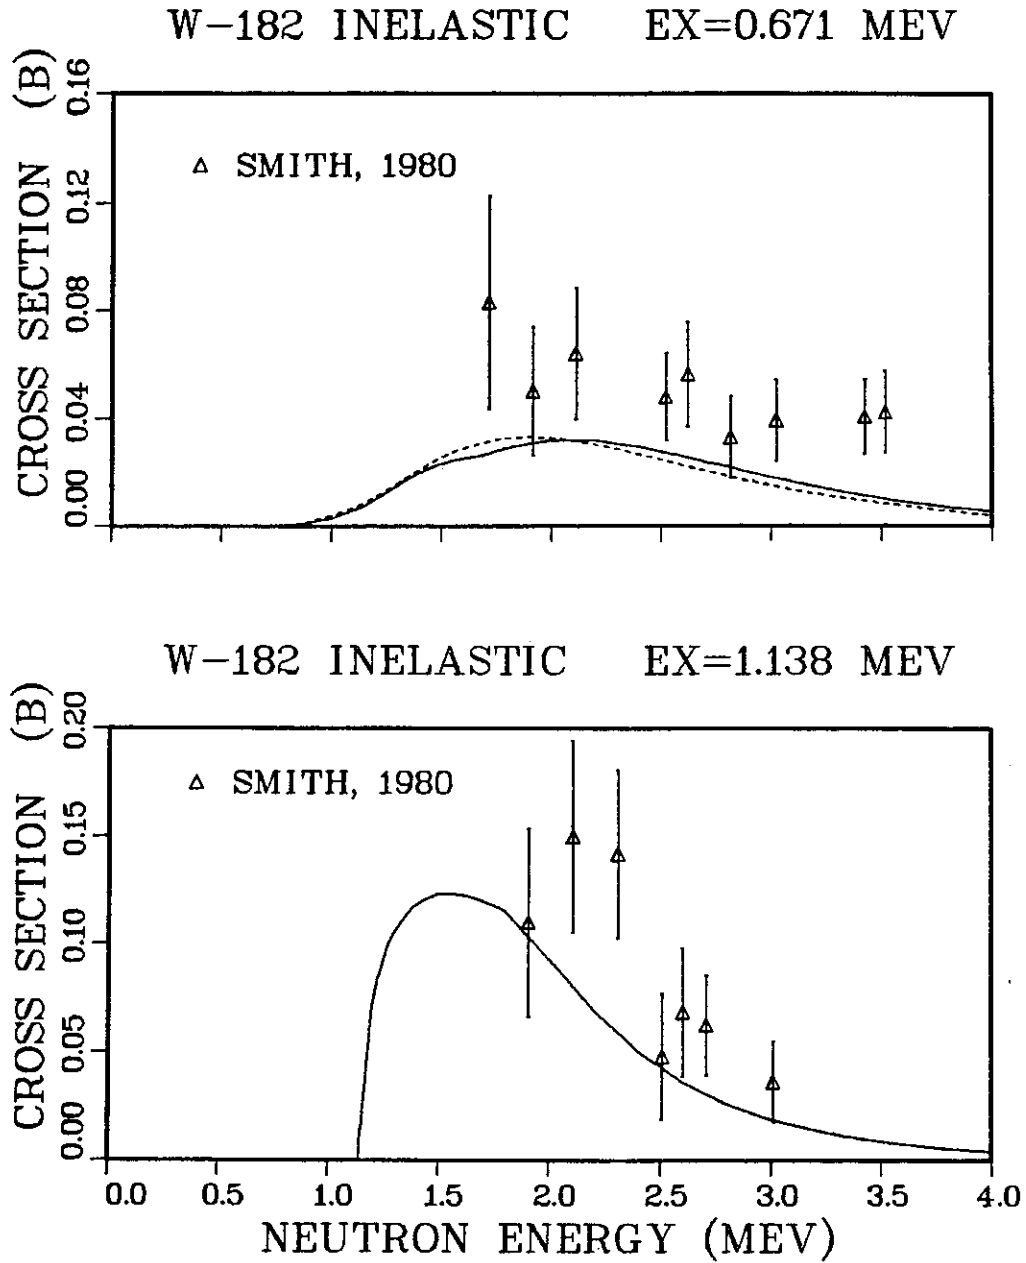 W-182 INELASTIC EX=0.671 MEV
CROSS SECTION (B)
0.16
0.12
0.08
0.04
0.00
SMITH, 1980
W-182 INELASTIC EX=1.138 MEV
CROSS SECTION (B)
0.20
0.15
0.10
0.05
0.00
SMITH, 1980
0.0 0.5 1.0 1.5 2.0 2.5 3.0 3.5 4.0
NEUTRON ENERGY (MEV)